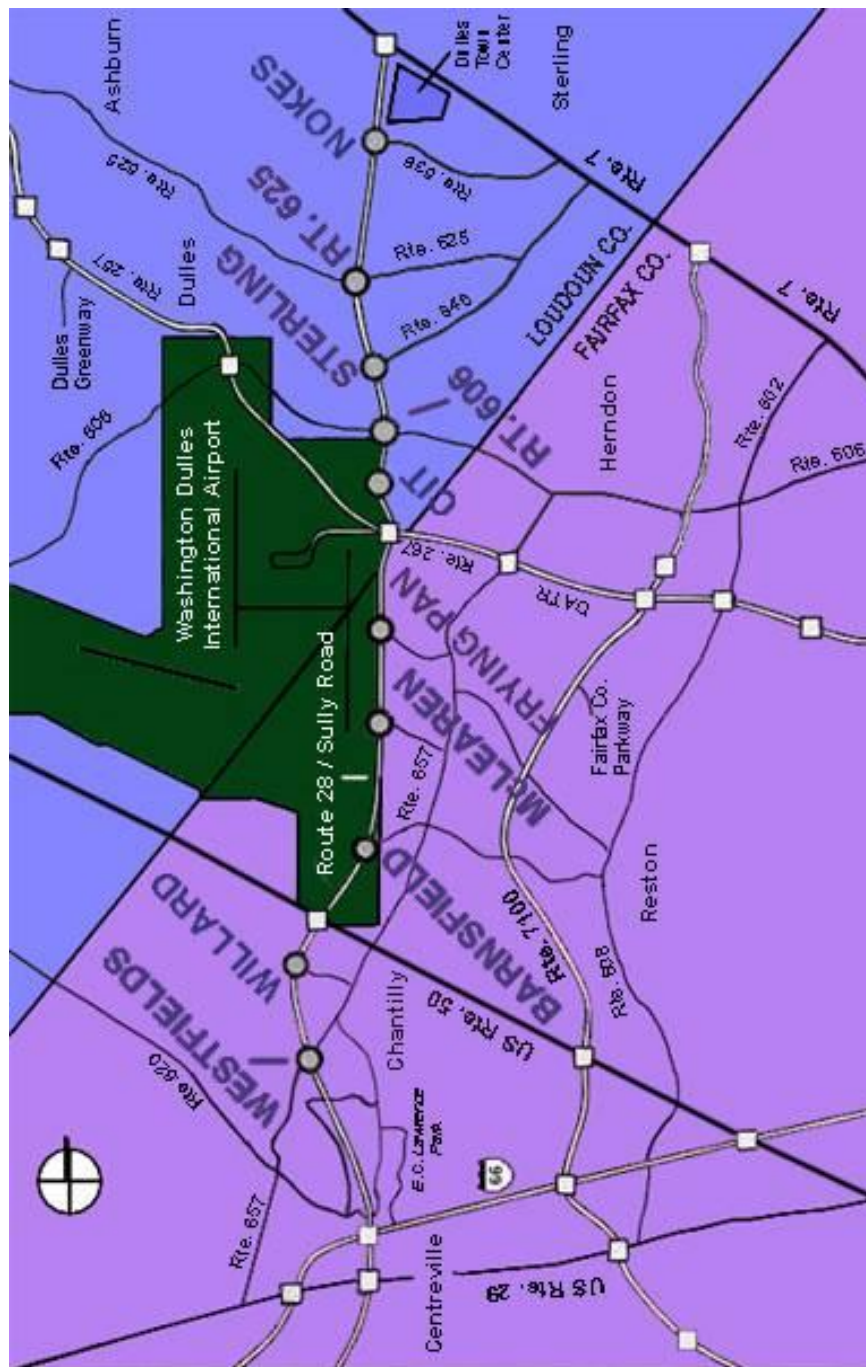 Ashburn
Rte. 625
Dulles
Town
Center
Sterling
NOKES
Rte. 638
RT. 625
Rte. 7
Rte. 267
Dulles
Dulles
Greenway
Rte. 625
STERLING
Rte. 846
LOUDOUN CO.
FAIRFAX CO.
Rte. 7
Rte. 606
Washington Dulles
International Airport
RT. 606
Herndon
Rte. 602
Rte. 606
CIT
Rte. 267
DATR
FRYING PAN
Route 28 / Sully Road
MCLEAREN
Rte. 657
Fairfax Co.
Parkway
BARNSFIELD
Rte. 7100
Reston
Rte. 608
WILLARD
US Rte. 50
WESTFIELDS
Chantilly
Rte 620
E.C. Lawrence
Park
66
Rte. 657
Centreville
US Rte. 29